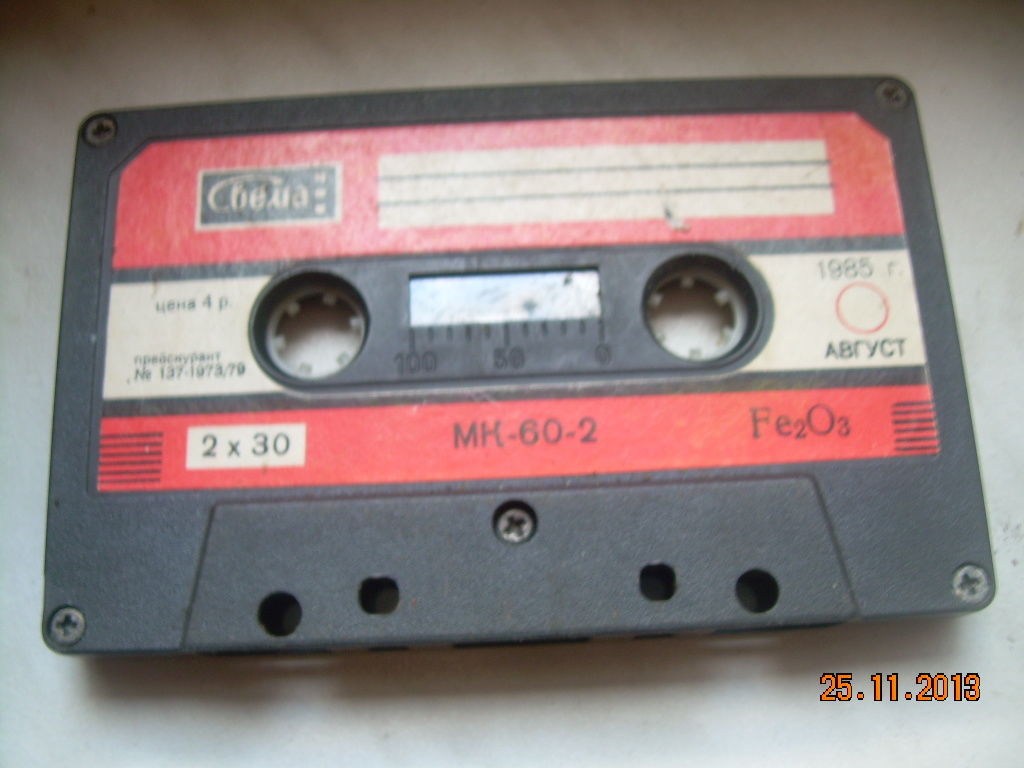 Свема
1985 г.
цена 4 р.
АВГУСТ
прейскурант
№ 137-1973/79
100 50 0
2 x 30
МК-60-2
Fe₂O₃
25.11.2013